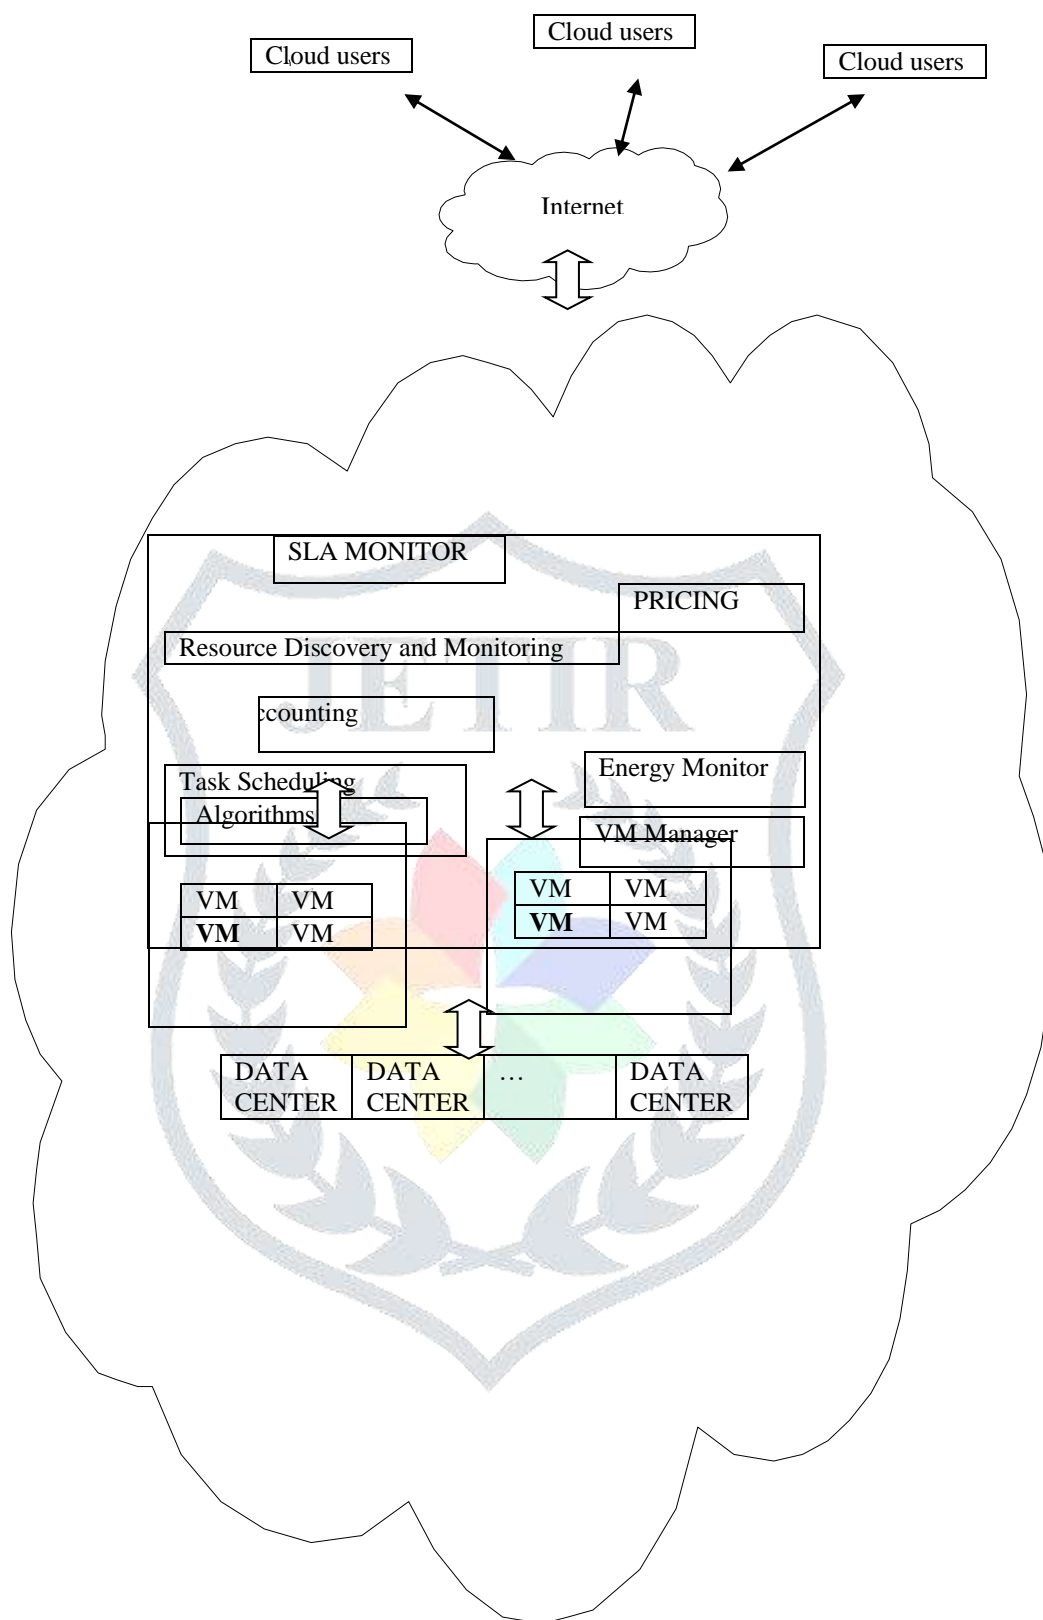 Cloud users
Cloud users
Cloud users
Internet
SLA MONITOR
PRICING
Resource Discovery and Monitoring
JETIR
ccounting
Task Scheduling
Algorithms
Energy Monitor
VM Manager
VM VM
VM VM
VM VM
VM VM
DATA CENTER
DATA CENTER
…
DATA CENTER